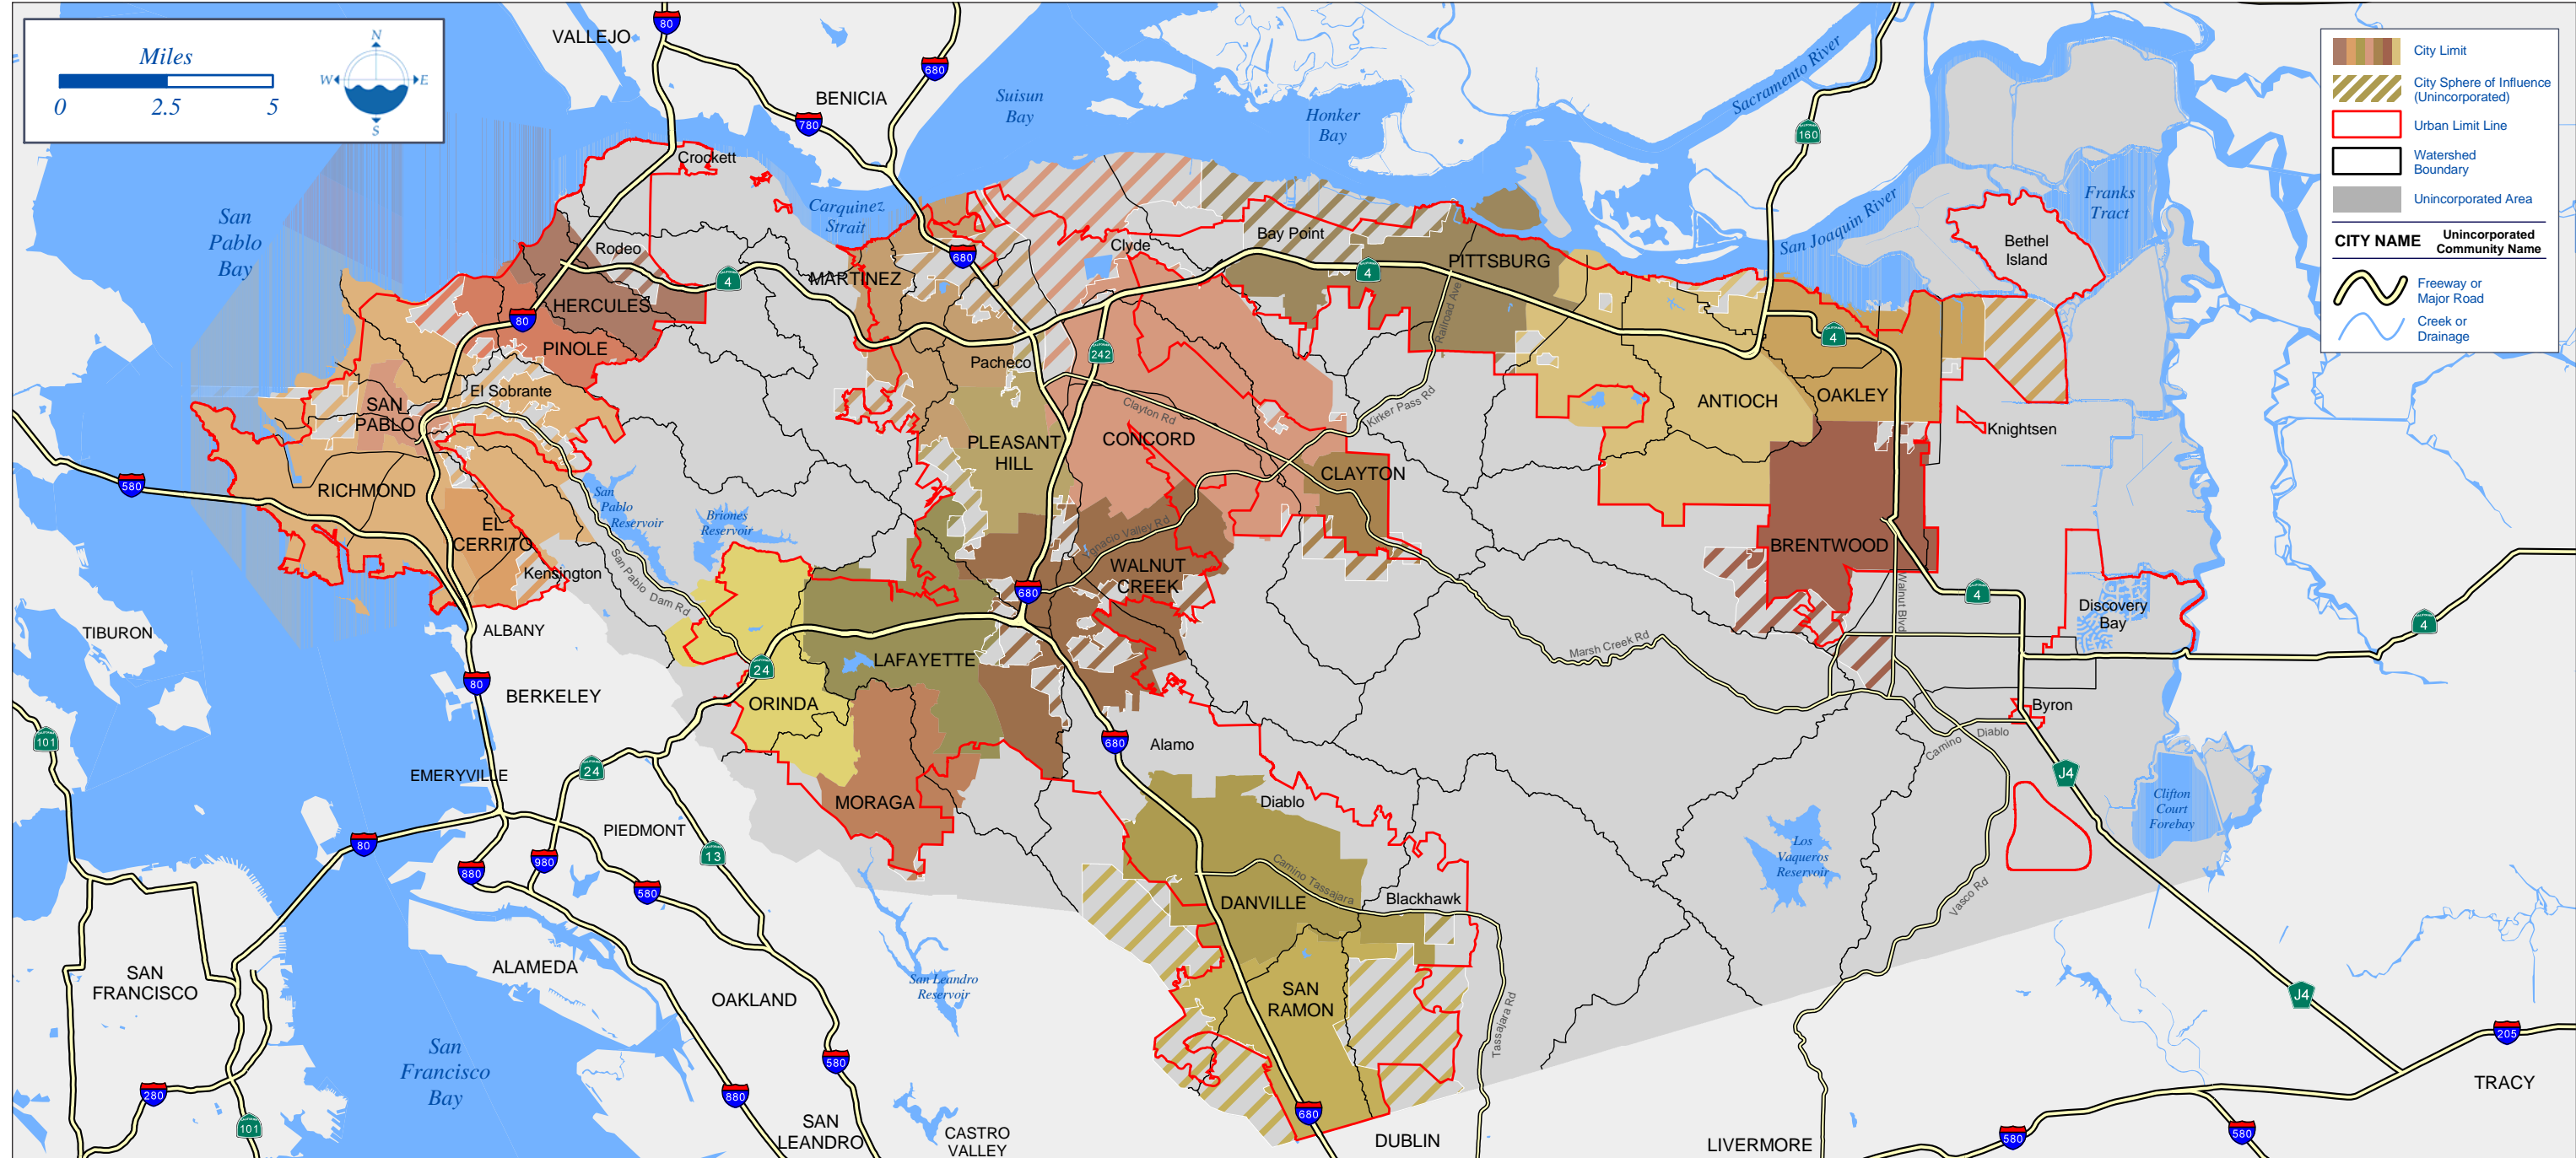 Miles
0 2.5 5
N
W E
S
City Limit
City Sphere of Influence
(Unincorporated)
Urban Limit Line
Watershed
Boundary
Unincorporated Area
CITY NAME
Unincorporated
Community Name
Freeway or
Major Road
Creek or
Drainage
VALLEJO
BENICIA
80
680
780
160
Suisun
Bay
Honker
Bay
Sacramento River
San Joaquin River
Franks
Tract
San
Pablo
Bay
Carquinez
Strait
Crockett
Rodeo
HERCULES
PINOLE
MARTINEZ
4
680
Clyde
Bay Point
4
PITTSBURG
Bethel
Island
80
242
4
Pacheco
El Sobrante
SAN
PABLO
RICHMOND
580
EL
CERRITO
Kensington
San
Pablo
Reservoir
Briones
Reservoir
San Pablo Dam Rd
PLEASANT
HILL
CONCORD
Clayton Rd
Kirker Pass Rd
Railroad Ave
CLAYTON
ANTIOCH
OAKLEY
Knightsen
BRENTWOOD
Ignacio Valley Rd
WALNUT
CREEK
680
Marsh Creek Rd
Walnut Blvd
4
Discovery
Bay
4
TIBURON
ALBANY
80
BERKELEY
24
LAFAYETTE
ORINDA
MORAGA
101
EMERYVILLE
24
680
Alamo
Diablo
Byron
Camino Diablo
J4
Clifton
Court
Forebay
80
880
980
PIEDMONT
13
580
Los
Vaqueros
Reservoir
Vasco Rd
Camino Tassajara
DANVILLE
Blackhawk
SAN
FRANCISCO
ALAMEDA
OAKLAND
San Leandro
Reservoir
SAN
RAMON
Tassajara Rd
J4
San
Francisco
Bay
580
280
101
880
680
205
TRACY
SAN
LEANDRO
CASTRO
VALLEY
DUBLIN
LIVERMORE
580
580